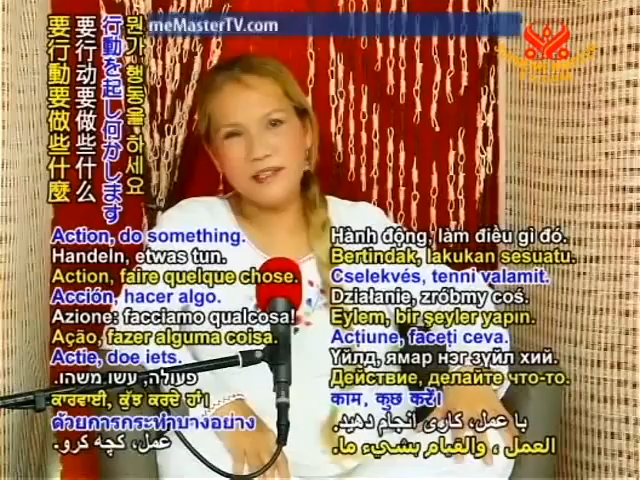 meMasterTV.com
要行動要做些什麼
要行动要做些什么
行動を起し何かします
뭔가 행동을 하세요
Action, do something.
Handeln, etwas tun.
Action, faire quelque chose.
Acción, hacer algo.
Azione: facciamo qualcosa!
Ação, fazer alguma coisa.
Actie, doe iets.
פעולה, עשו משהו.
ਕਾਰਵਾਈ, ਕੁੱਝ ਕਰਦੇ ਹਾਂ।
ด้วยการกระทำบางอย่าง
عمل، کچھ کرو.
Hành động, làm điều gì đó.
Bertindak, lakukan sesuatu.
Cselekvés, tenni valamit.
Działanie, zróbmy coś.
Eylem, bir şeyler yapın.
Acţiune, faceţi ceva.
Үйлд, ямар нэг зүйл хий.
Действие, делайте что-то.
काम, कुछ करें।
با عمل، کاری انجام دهید.
العمل ، والقيام بشيء ما.